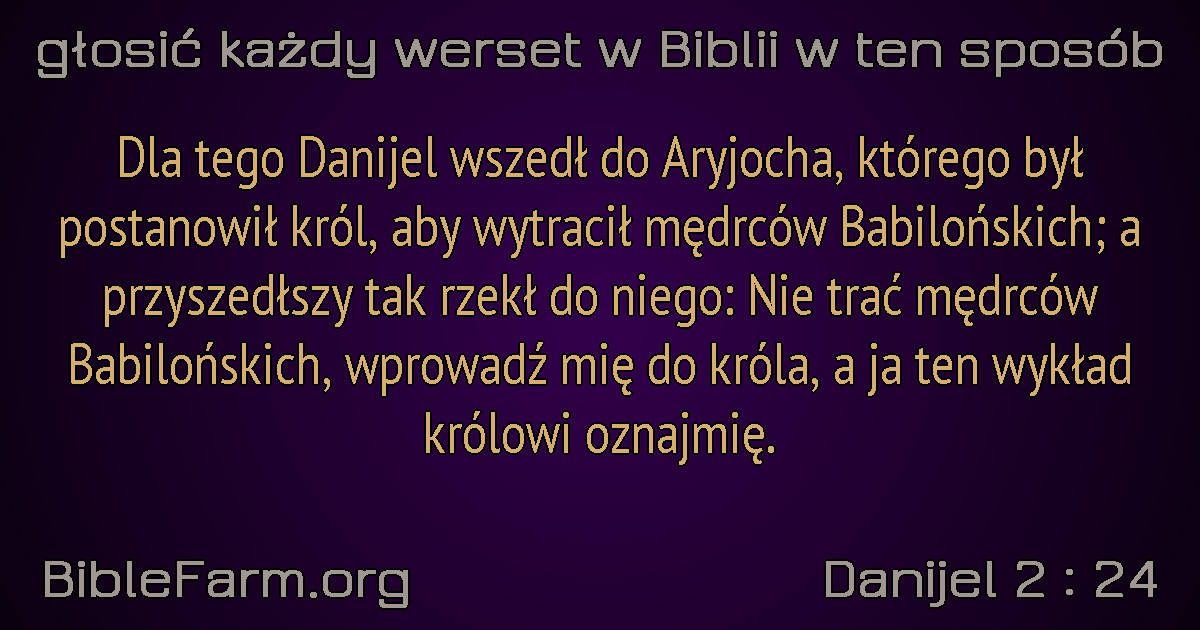 głosić każdy werset w Biblii w ten sposób
Dla tego Danijel wszedł do Aryjocha, którego był
postanowił król, aby wytracił mędrców Babilońskich; a
przyszedłszy tak rzekł do niego: Nie trać mędrców
Babilońskich, wprowadź mię do króla, a ja ten wykład
królowi oznajmię.
BibleFarm.org
Danijel 2 : 24